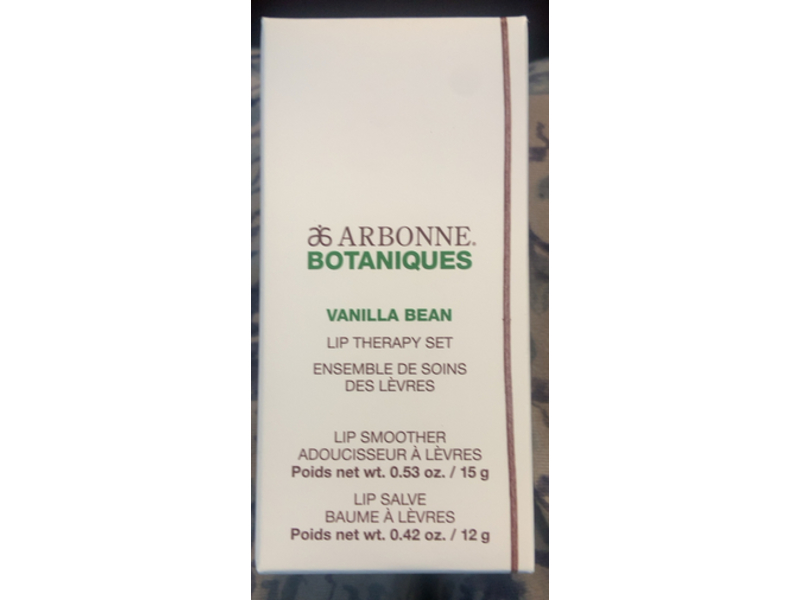 ARBONNE®
BOTANIQUES
VANILLA BEAN
LIP THERAPY SET
ENSEMBLE DE SOINS
DES LÈVRES
LIP SMOOTHER
ADOUCISSEUR À LÈVRES
Poids net wt. 0.53 oz. / 15 g
LIP SALVE
BAUME À LÈVRES
Poids net wt. 0.42 oz. / 12 g